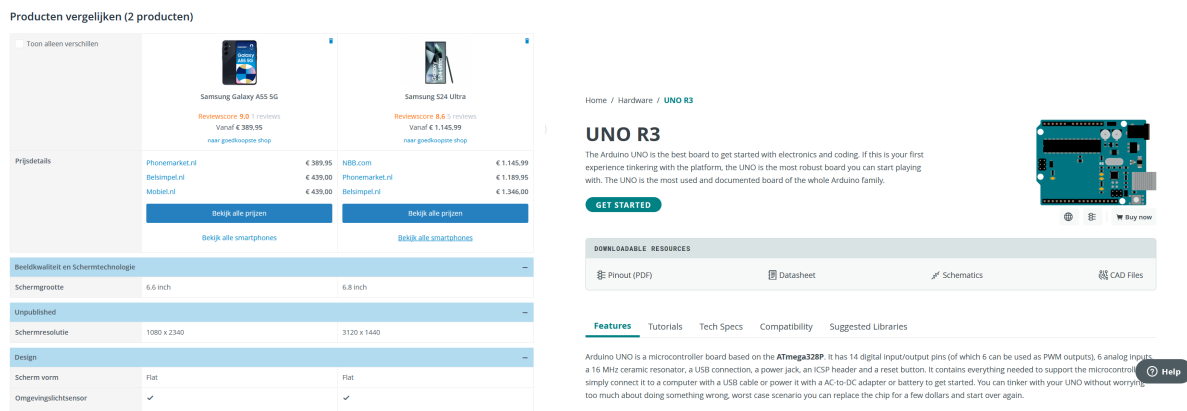 Producten vergelijken (2 producten)
Toon alleen verschillen
Galaxy
A55 5G
Samsung Galaxy A55 5G
Reviewscore 9,0 1 reviews
Vanaf € 389,95
naar goedkoopste shop
Samsung S24 Ultra
Reviewscore 8,6 5 reviews
Vanaf € 1.145,99
naar goedkoopste shop
Prijsdetails
Phonemarket.nl € 389,95
Belsimpel.nl € 439,00
Mobiel.nl € 439,00
Bekijk alle prijzen
Bekijk alle smartphones
NBB.com € 1.145,99
Phonemarket.nl € 1.189,95
Belsimpel.nl € 1.346,00
Bekijk alle prijzen
Bekijk alle smartphones
Beeldkwaliteit en Schermtechnologie
Schermgrootte 6.6 inch 6.8 inch
Unpublished
Schermresolutie 1080 x 2340 3120 x 1440
Design
Scherm vorm Flat Flat
Omgevingslichtsensor
Home / Hardware / UNO R3
UNO R3
The Arduino UNO is the best board to get started with electronics and coding. If this is your first
experience tinkering with the platform, the UNO is the most robust board you can start playing
with. The UNO is the most used and documented board of the whole Arduino family.
GET STARTED
Buy now
DOWNLOADABLE RESOURCES
Pinout (PDF) Datasheet Schematics CAD Files
Features Tutorials Tech Specs Compatibility Suggested Libraries
Arduino UNO is a microcontroller board based on the ATmega328P. It has 14 digital input/output pins (of which 6 can be used as PWM outputs), 6 analog inputs,
a 16 MHz ceramic resonator, a USB connection, a power jack, an ICSP header and a reset button. It contains everything needed to support the microcontroll
simply connect it to a computer with a USB cable or power it with a AC-to-DC adapter or battery to get started. You can tinker with your UNO without worrying
too much about doing something wrong, worst case scenario you can replace the chip for a few dollars and start over again.
Help